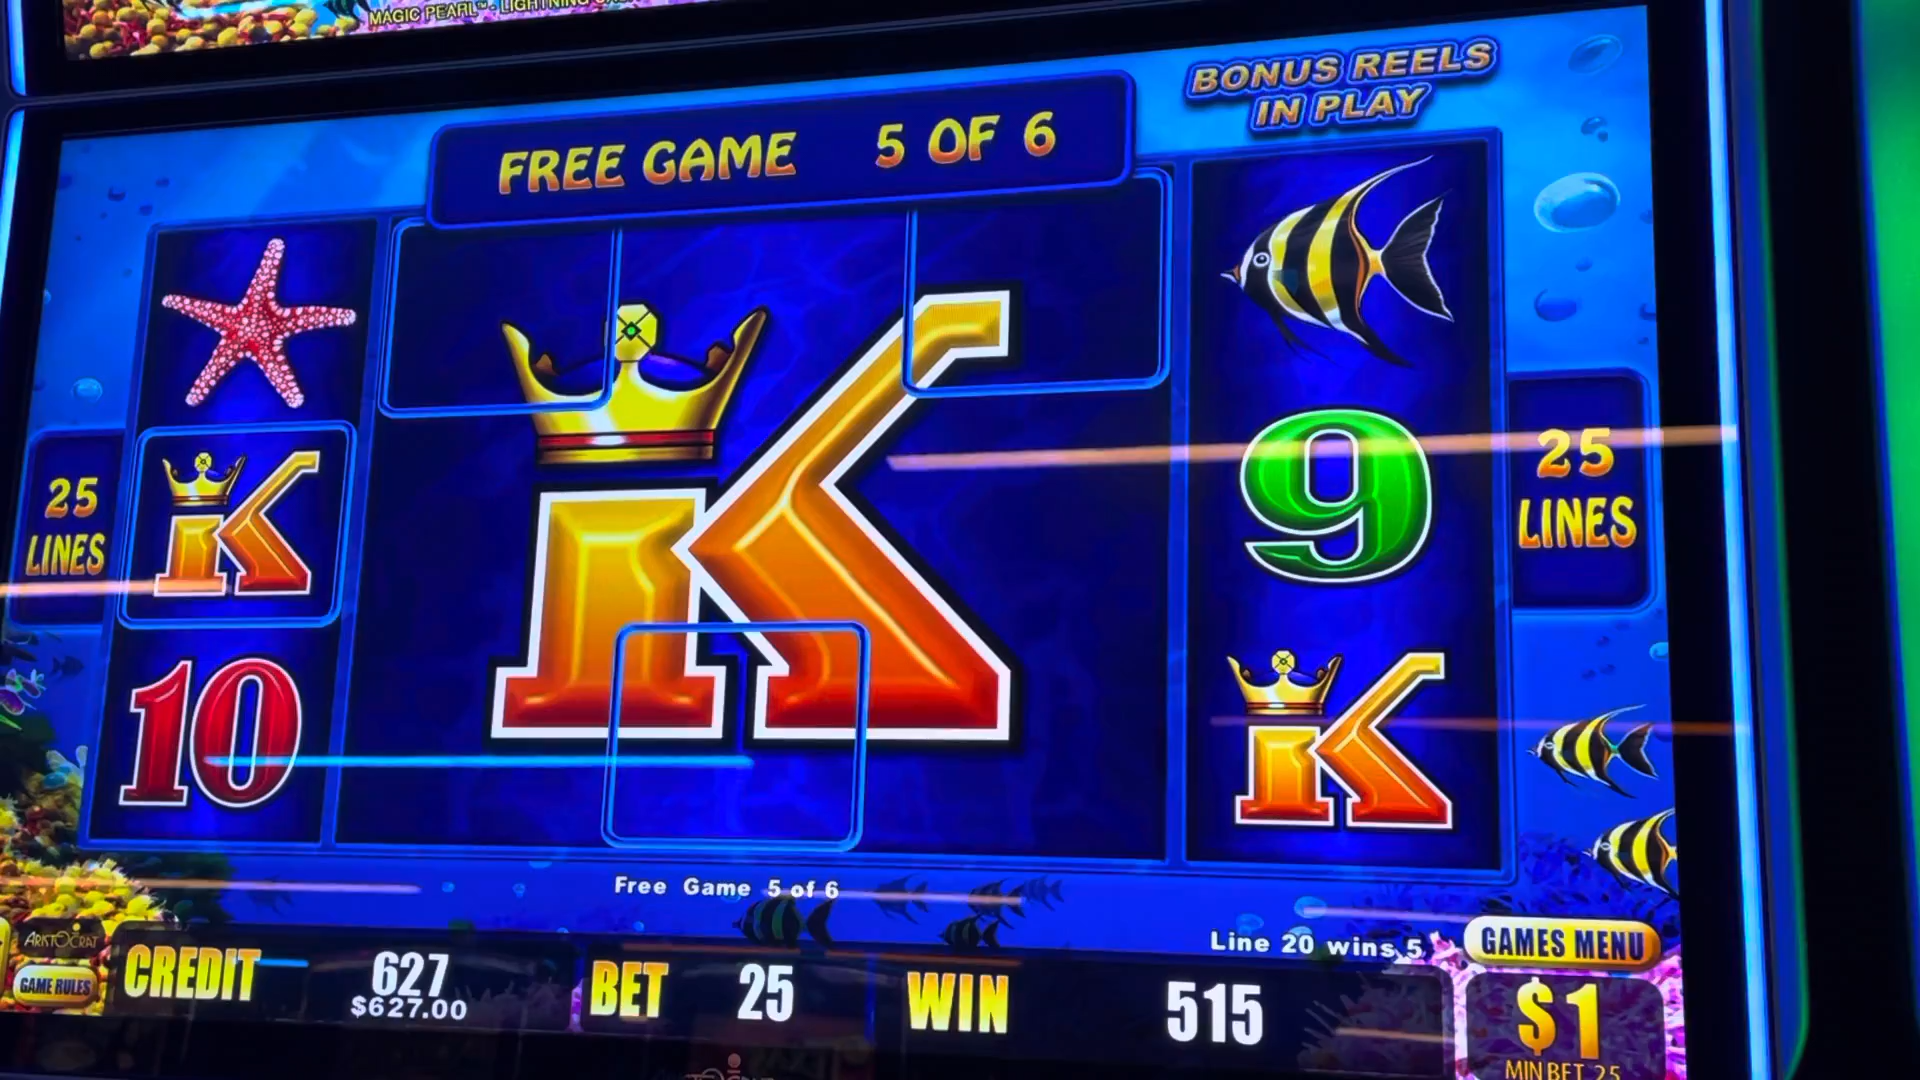 MAGIC PEARL™ - LIGHTNING
BONUS REELS
IN PLAY
FREE GAME 5 OF 6
25
LINES
K
K
9
25
LINES
10
K
Free Game 5 of 6
Line 20 wins 5
GAMES MENU
ARISTOCRAT
GAME RULES
CREDIT
627
$627.00
BET 25
WIN 515
$1
MIN BET 25